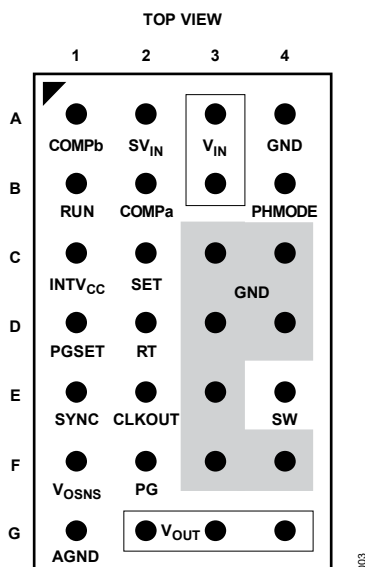 TOP VIEW
1 2 3 4
A
COMPb SVIN VIN GND
B
RUN COMPa PHMODE
C
INTVCC SET GND
D
PGSET RT
E
SYNC CLKOUT SW
F
VOSNS PG
G VOUT
AGND
003